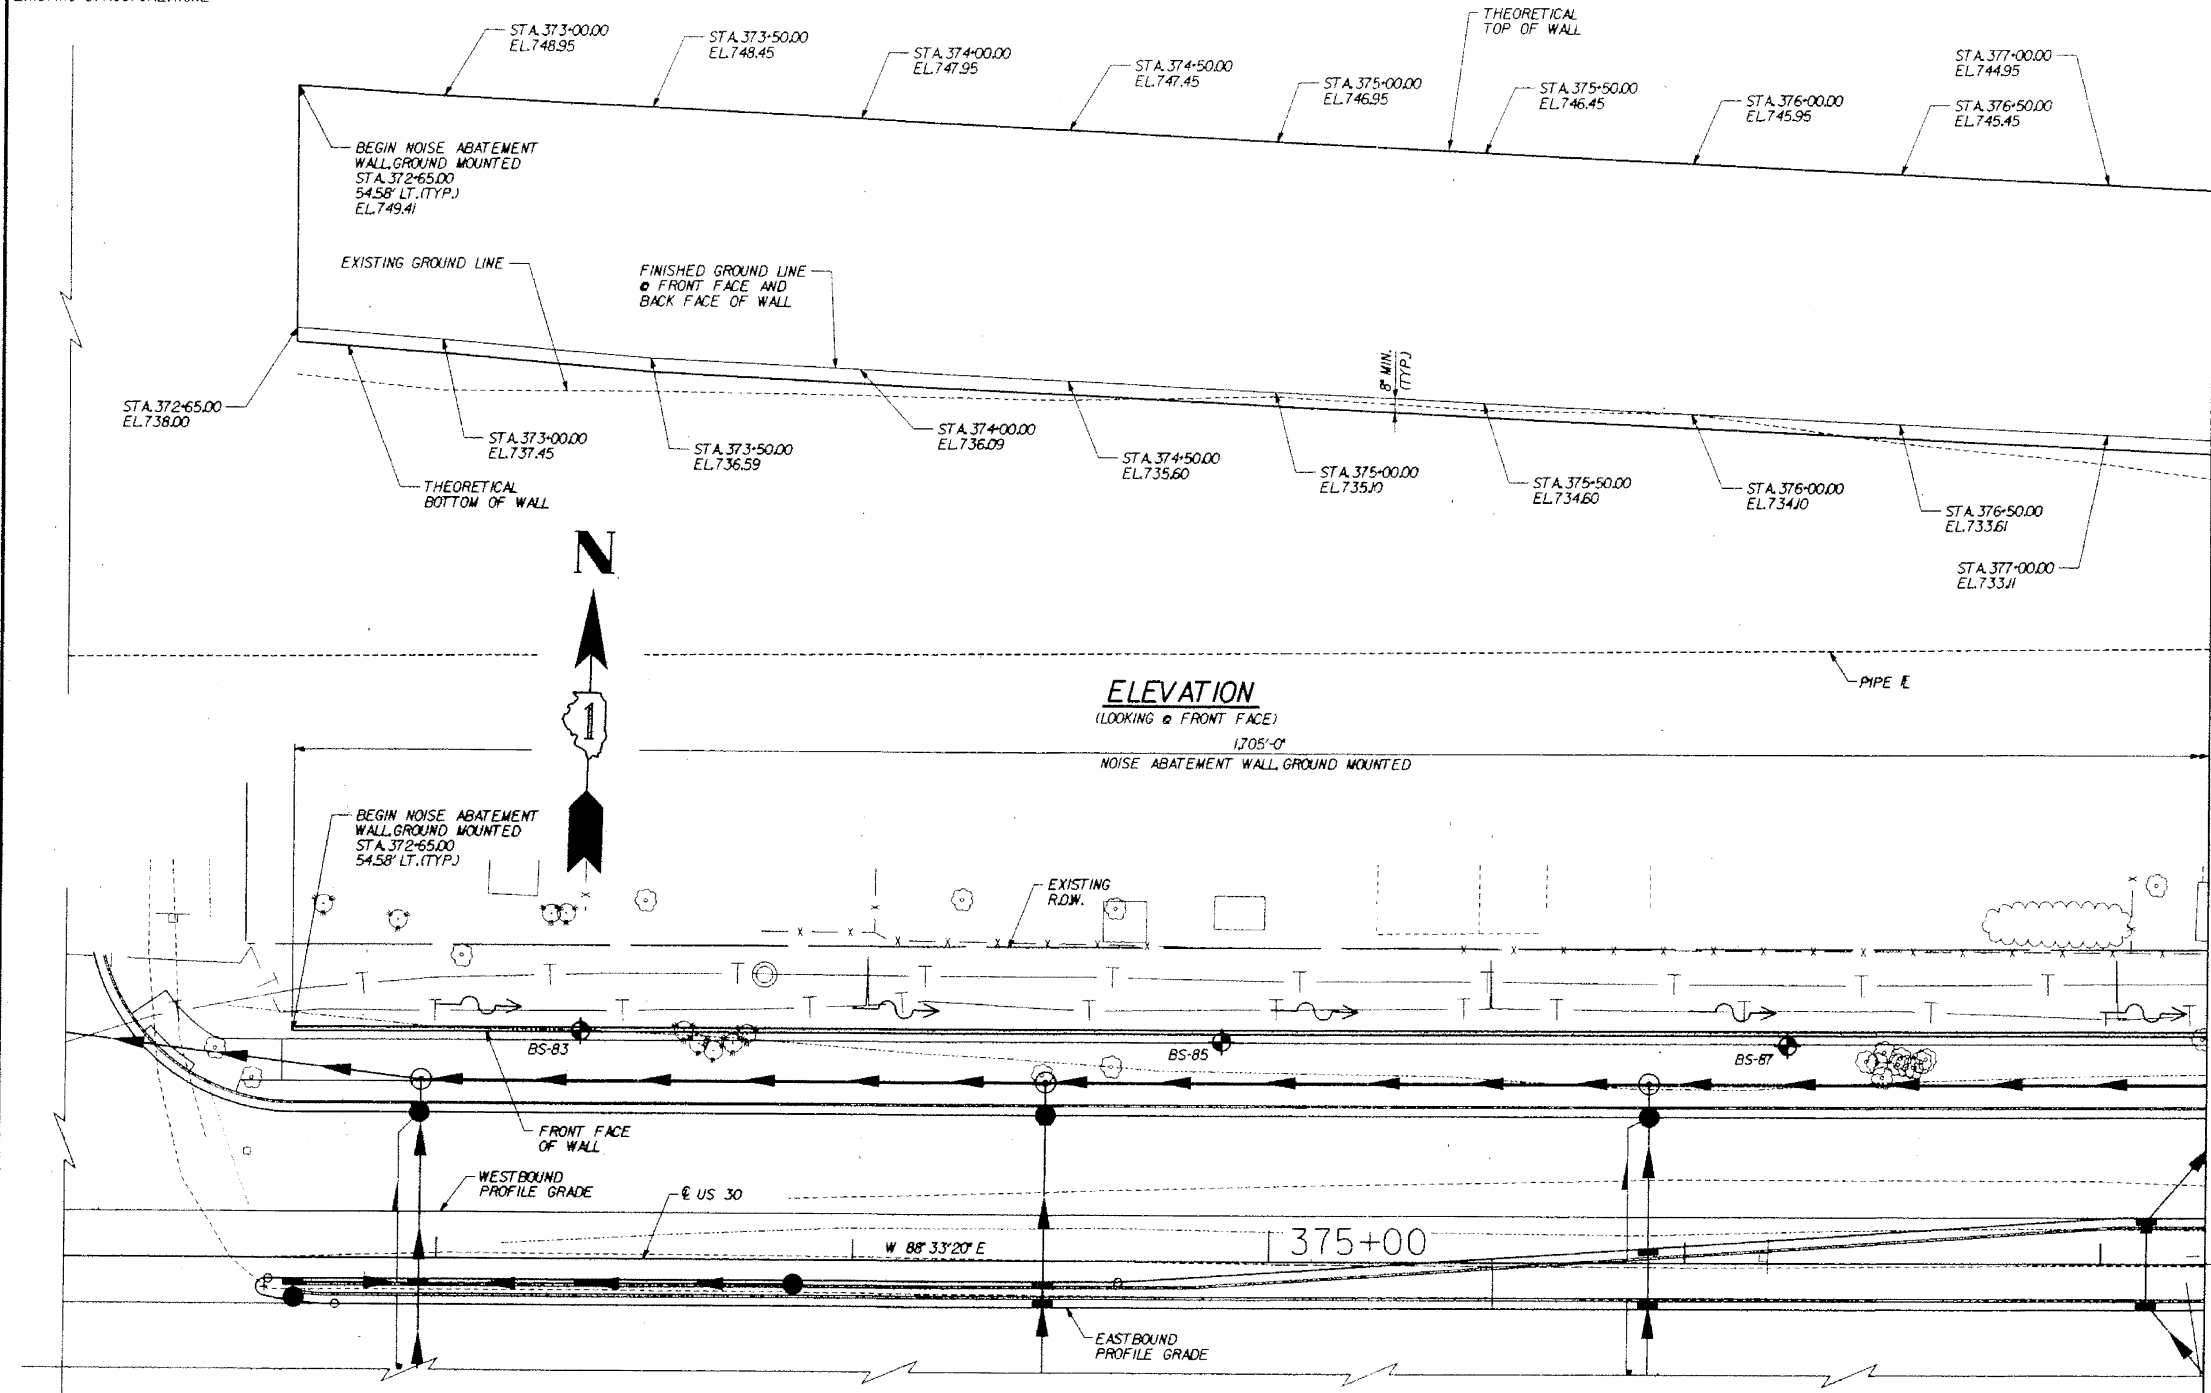 STA.373+00.00
EL.748.95
STA.373+50.00
EL.748.45
STA.374+00.00
EL.747.95
STA.374+50.00
EL.747.45
STA.375+00.00
EL.746.95
THEORETICAL
TOP OF WALL
STA.375+50.00
EL.746.45
STA.376+00.00
EL.745.95
STA.377+00.00
EL.744.95
STA.376+50.00
EL.745.45
BEGIN NOISE ABATEMENT
WALL, GROUND MOUNTED
STA.372+65.00
54.58' LT.(TYP.)
EL.749.41
EXISTING GROUND LINE
FINISHED GROUND LINE
@ FRONT FACE AND
BACK FACE OF WALL
8" MIN.
(TYP.)
STA.372+65.00
EL.738.00
STA.373+00.00
EL.737.45
STA.373+50.00
EL.736.59
STA.374+00.00
EL.736.09
STA.374+50.00
EL.735.60
STA.375+00.00
EL.735.10
STA.375+50.00
EL.734.60
STA.376+00.00
EL.734.10
STA.376+50.00
EL.733.61
STA.377+00.00
EL.733.11
THEORETICAL
BOTTOM OF WALL
N
1
PIPE ℄
ELEVATION
(LOOKING @ FRONT FACE)
1,705'-0"
NOISE ABATEMENT WALL, GROUND MOUNTED
BEGIN NOISE ABATEMENT
WALL, GROUND MOUNTED
STA.372+65.00
54.58' LT.(TYP.)
EXISTING
R.O.W.
BS-83
BS-85
BS-87
FRONT FACE
OF WALL
WESTBOUND
PROFILE GRADE
℄ US 30
W 88°33'20" E
375+00
EASTBOUND
PROFILE GRADE